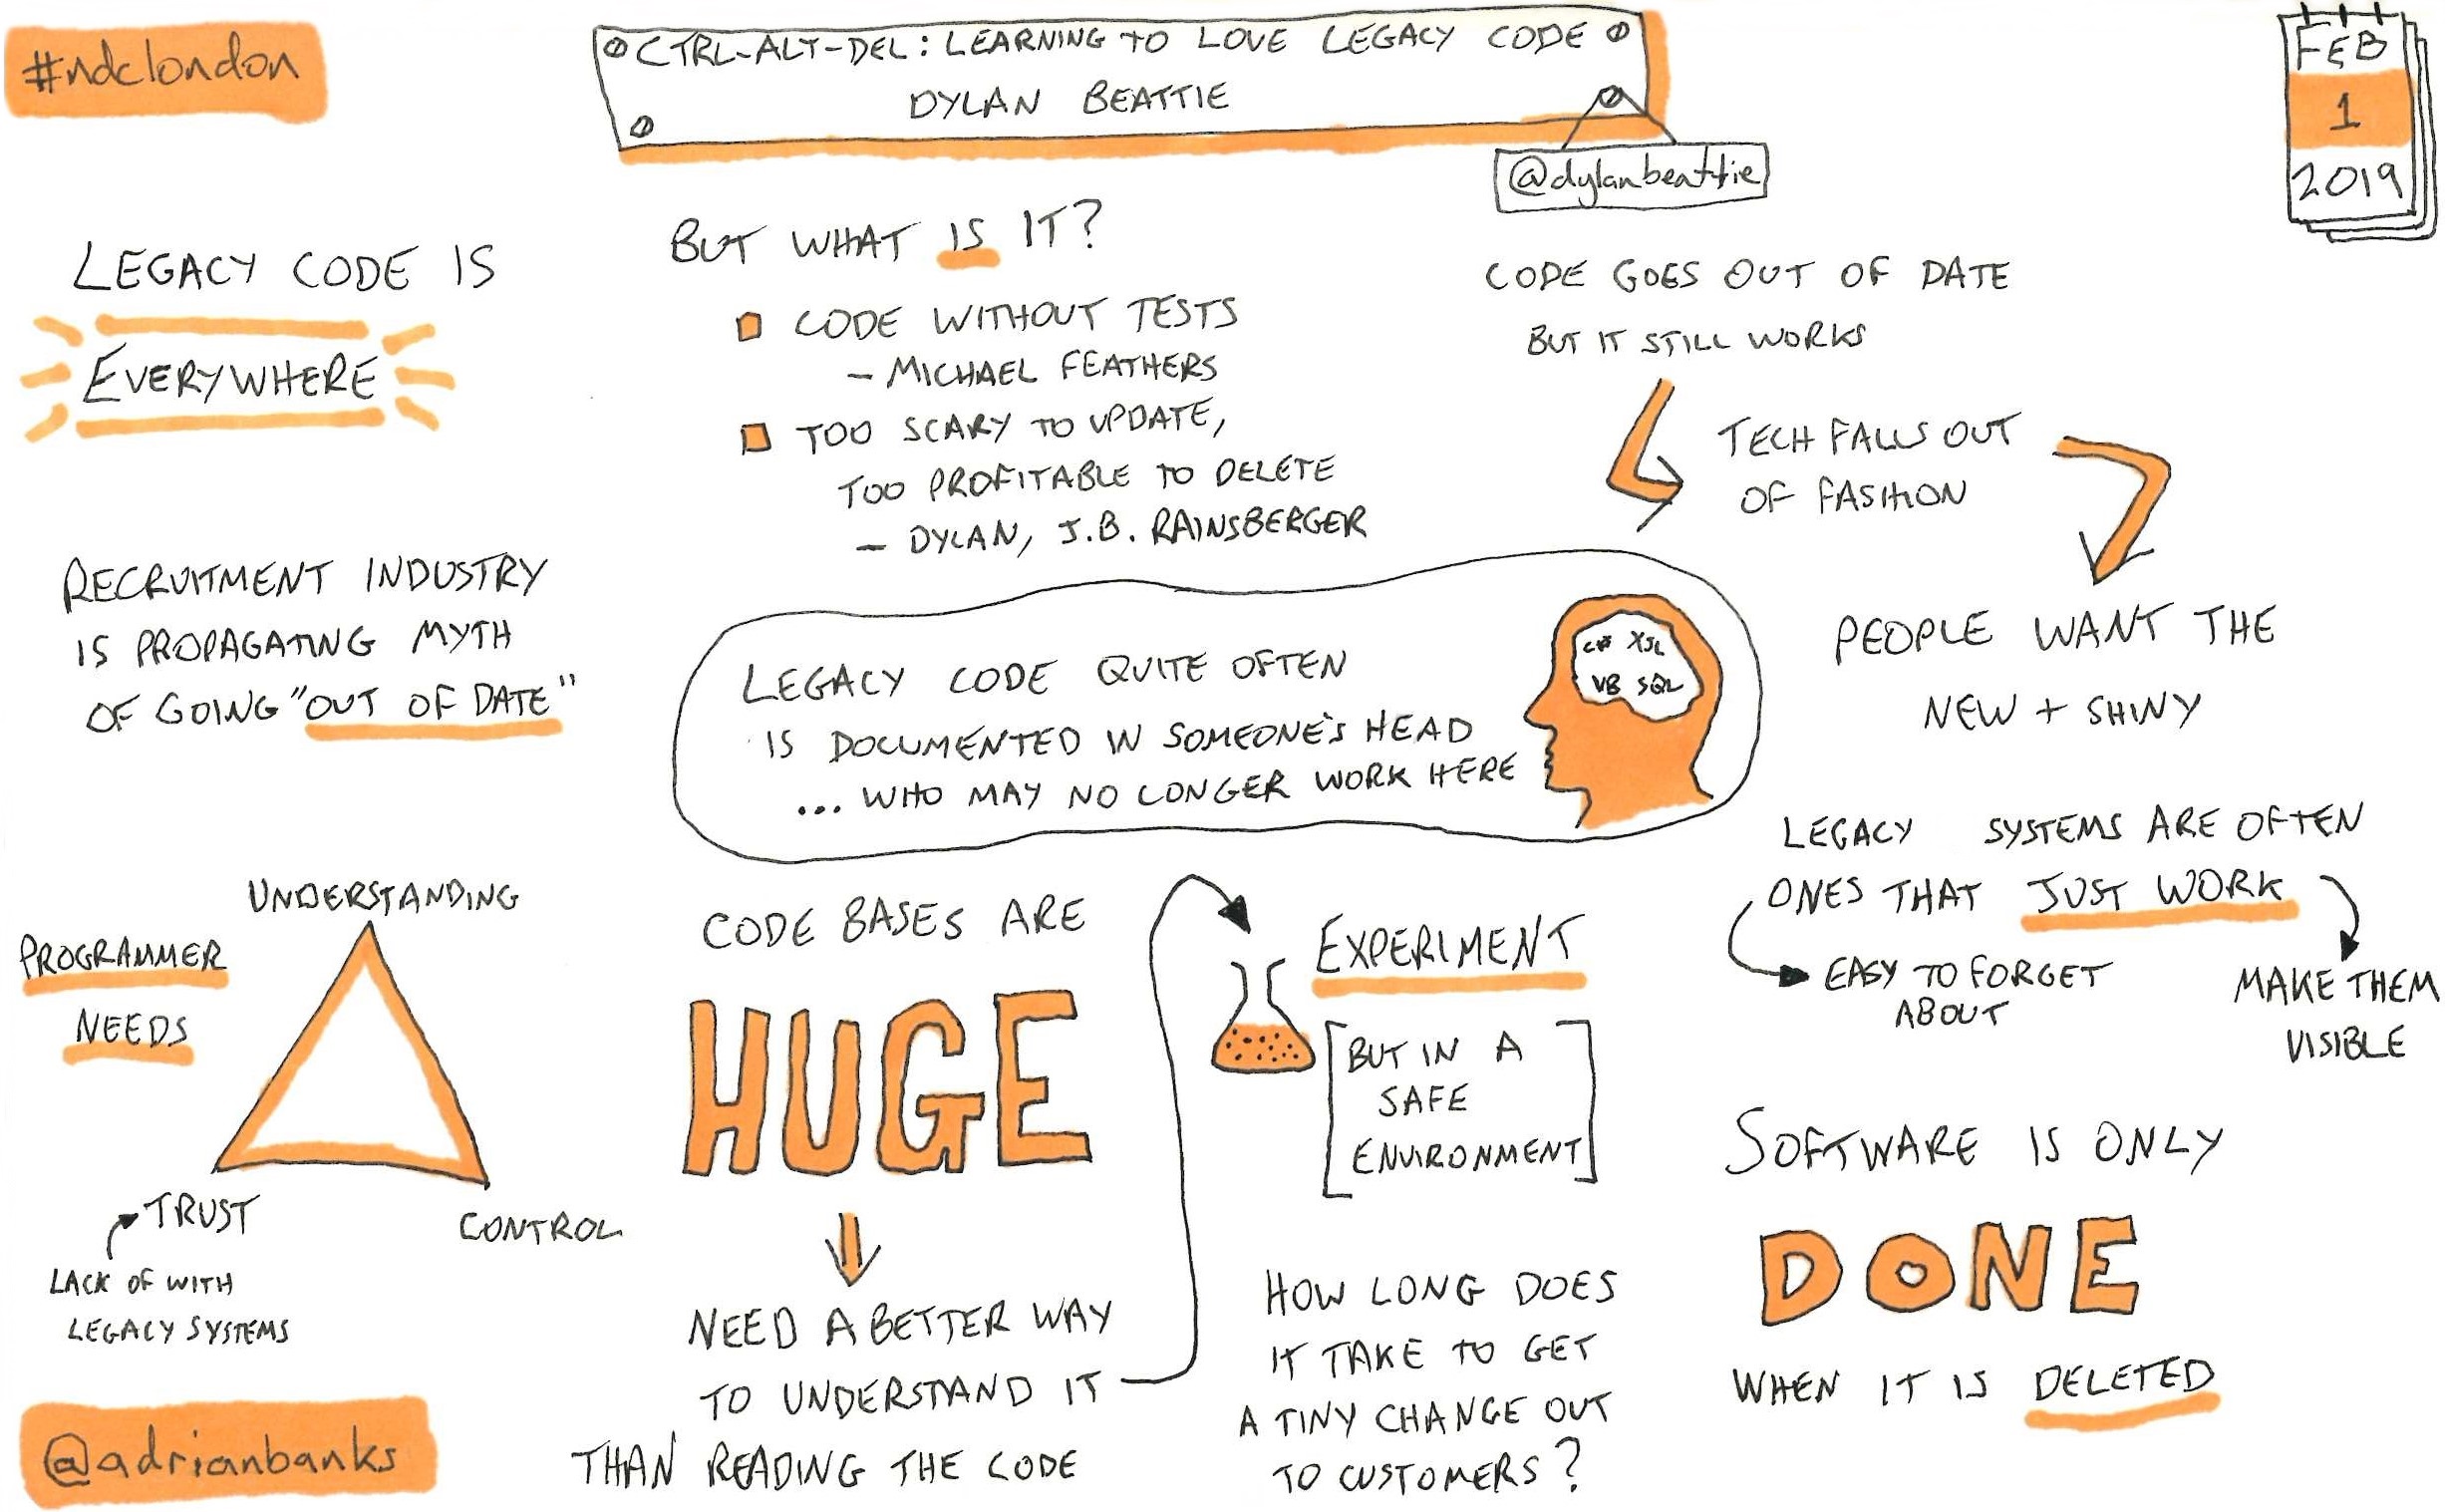 #ndclondon
CTRL-ALT-DEL: LEARNING TO LOVE LEGACY CODE
DYLAN BEATTIE
@dylanbeattie
FEB
1
2019
LEGACY CODE IS
EVERYWHERE
RECRUITMENT INDUSTRY
IS PROPAGATING MYTH
OF GOING "OUT OF DATE"
PROGRAMMER
NEEDS
UNDERSTANDING
TRUST
CONTROL
LACK OF WITH
LEGACY SYSTEMS
@adrianbanks
BUT WHAT IS IT?
CODE WITHOUT TESTS
- MICHAEL FEATHERS
TOO SCARY TO UPDATE,
TOO PROFITABLE TO DELETE
- DYLAN, J.B. RAINSBERGER
LEGACY CODE QUITE OFTEN
IS DOCUMENTED IN SOMEONE'S HEAD
... WHO MAY NO LONGER WORK HERE
C# XSL
VB SQL
CODE BASES ARE
HUGE
NEED A BETTER WAY
TO UNDERSTAND IT
THAN READING THE CODE
EXPERIMENT
BUT IN A
SAFE
ENVIRONMENT
HOW LONG DOES
IT TAKE TO GET
A TINY CHANGE OUT
TO CUSTOMERS?
CODE GOES OUT OF DATE
BUT IT STILL WORKS
TECH FALLS OUT
OF FASHION
PEOPLE WANT THE
NEW + SHINY
LEGACY SYSTEMS ARE OFTEN
ONES THAT JUST WORK
EASY TO FORGET
ABOUT
MAKE THEM
VISIBLE
SOFTWARE IS ONLY
DONE
WHEN IT IS DELETED